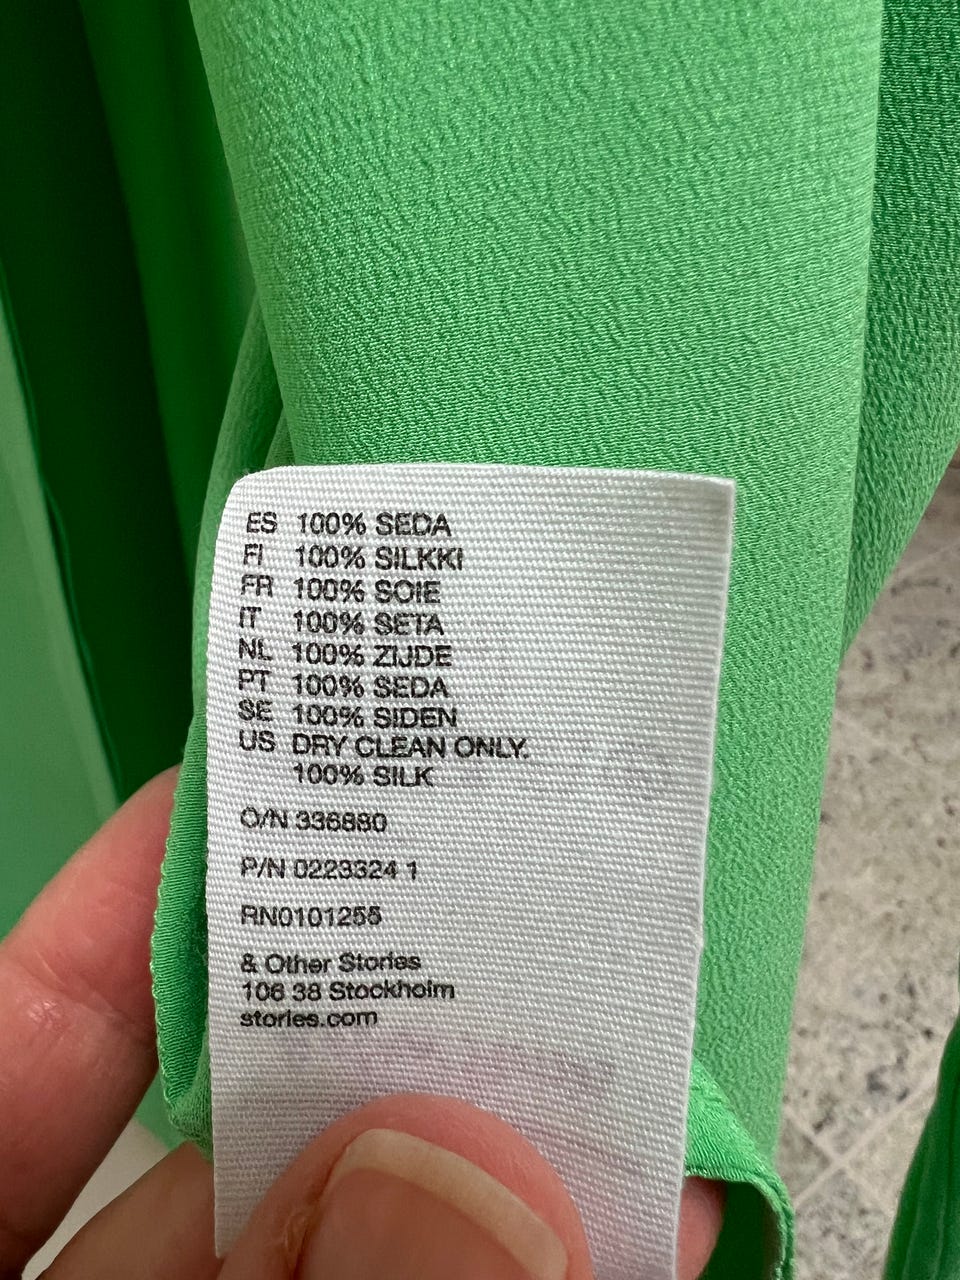 ES 100% SEDA
FI 100% SILKKI
FR 100% SOIE
IT 100% SETA
NL 100% ZIJDE
PT 100% SEDA
SE 100% SIDEN
US DRY CLEAN ONLY.
100% SILK
O/N 336880
P/N 0223324 1
RN0101255
& Other Stories
106 38 Stockholm
stories.com